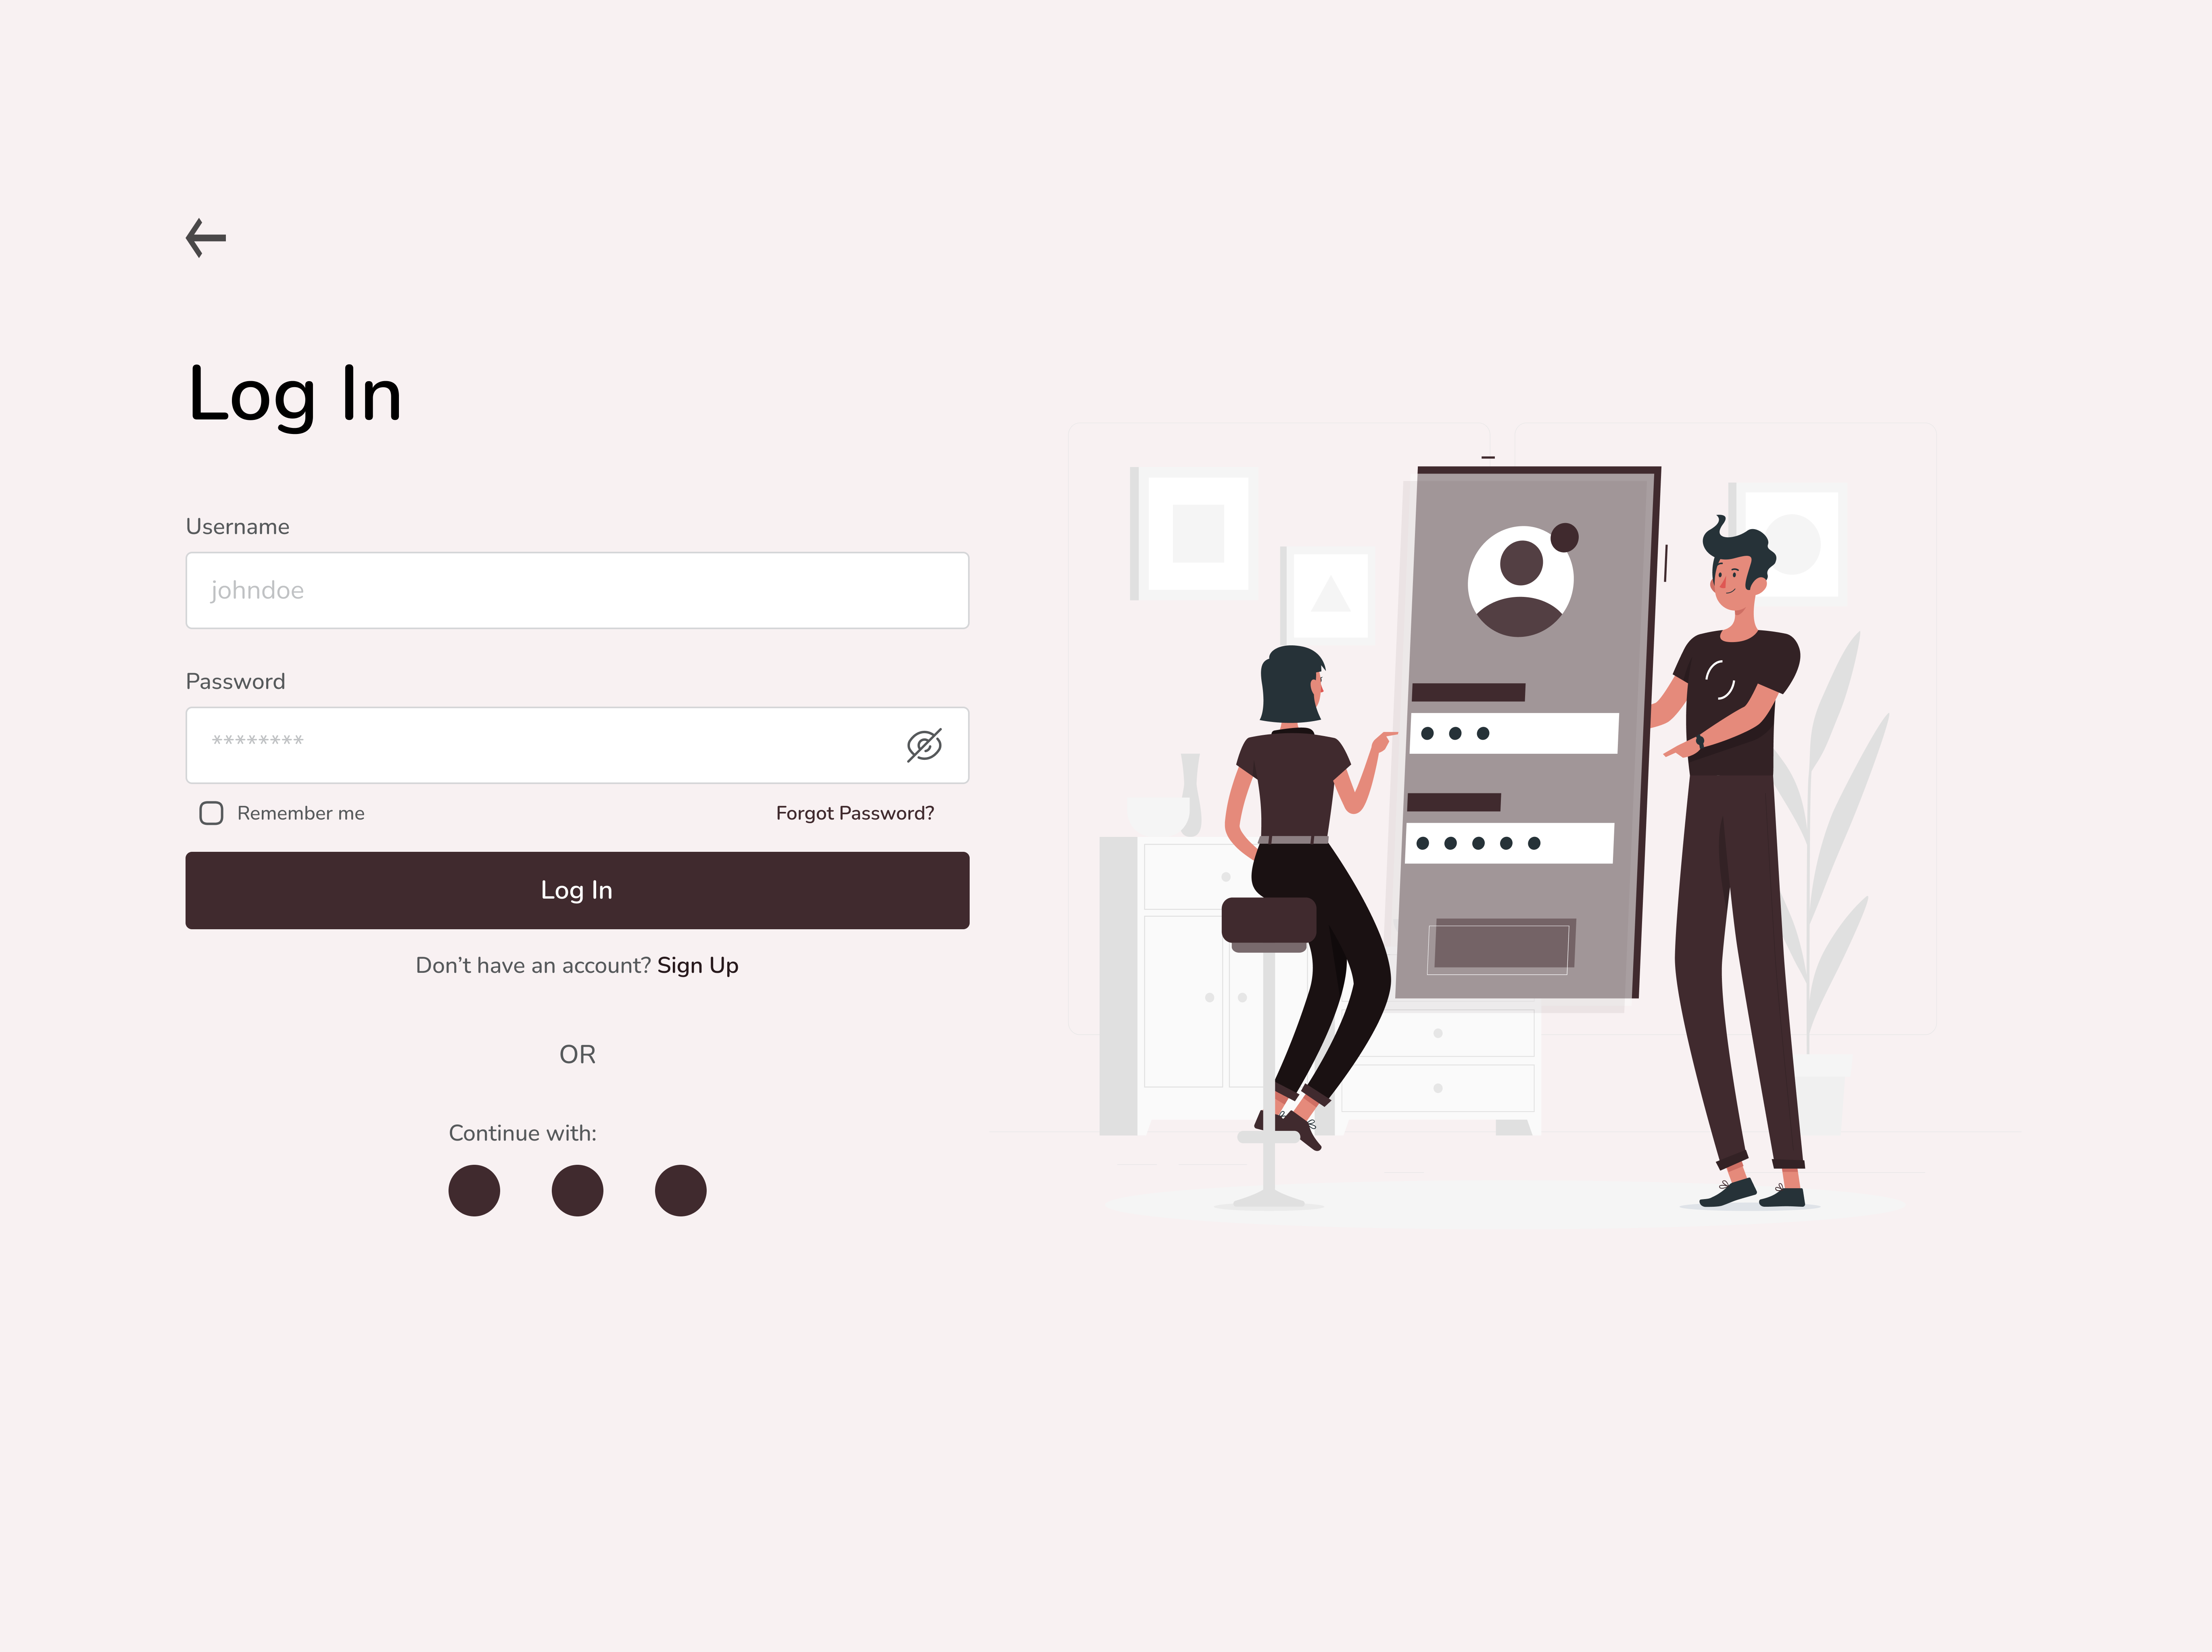 Log In
Username
johndoe
Password
********
Remember me
Forgot Password?
Log In
Don’t have an account? Sign Up
OR
Continue with: